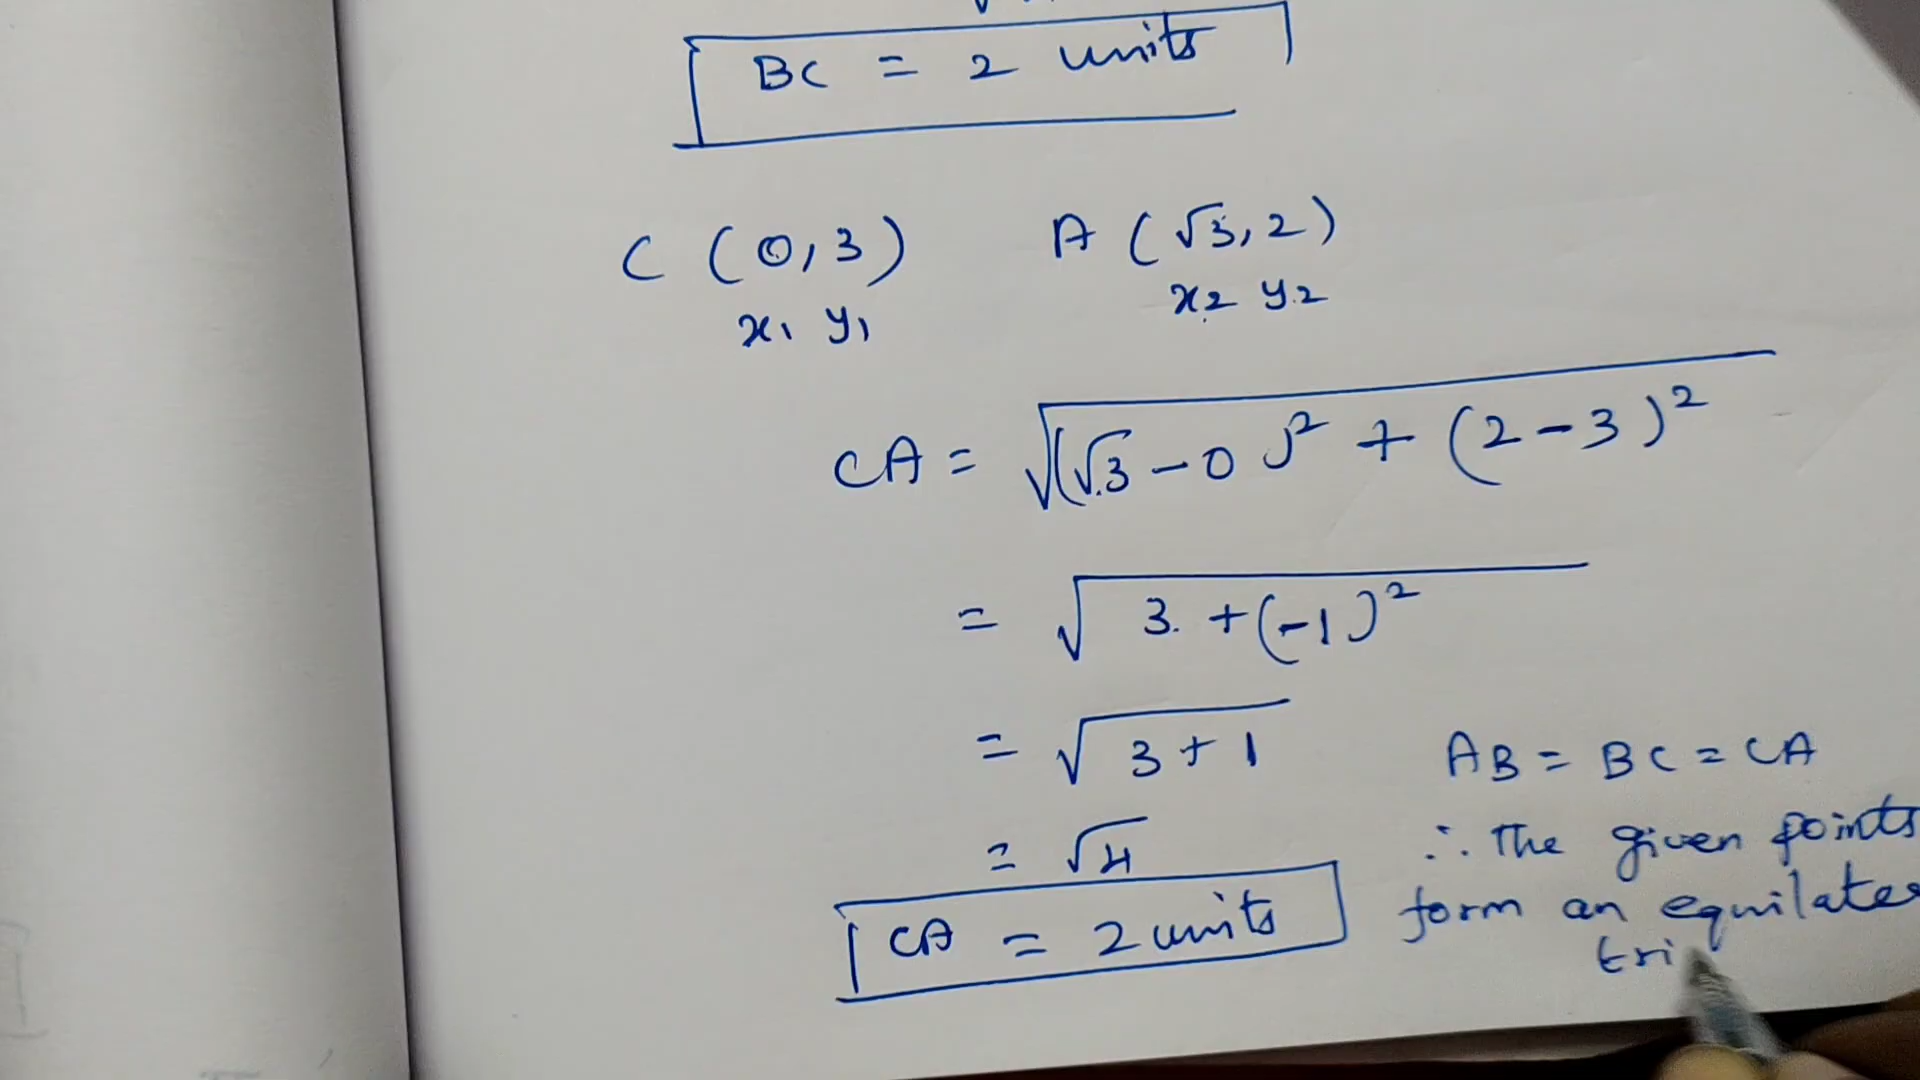 BC = 2 units
C (0,3) A (√3,2)
x1 y1 x2 y2
CA = √(√3-0)² + (2-3)²
= √3. + (-1)²
= √3+1
AB = BC = CA
= √4
∴ The given points
form an equilater
CA = 2 units
tri